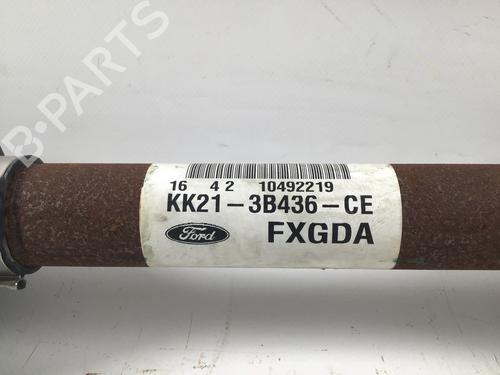 B-PARTS
16 4 2 10492219
KK21-3B436-CE
Ford FXGDA